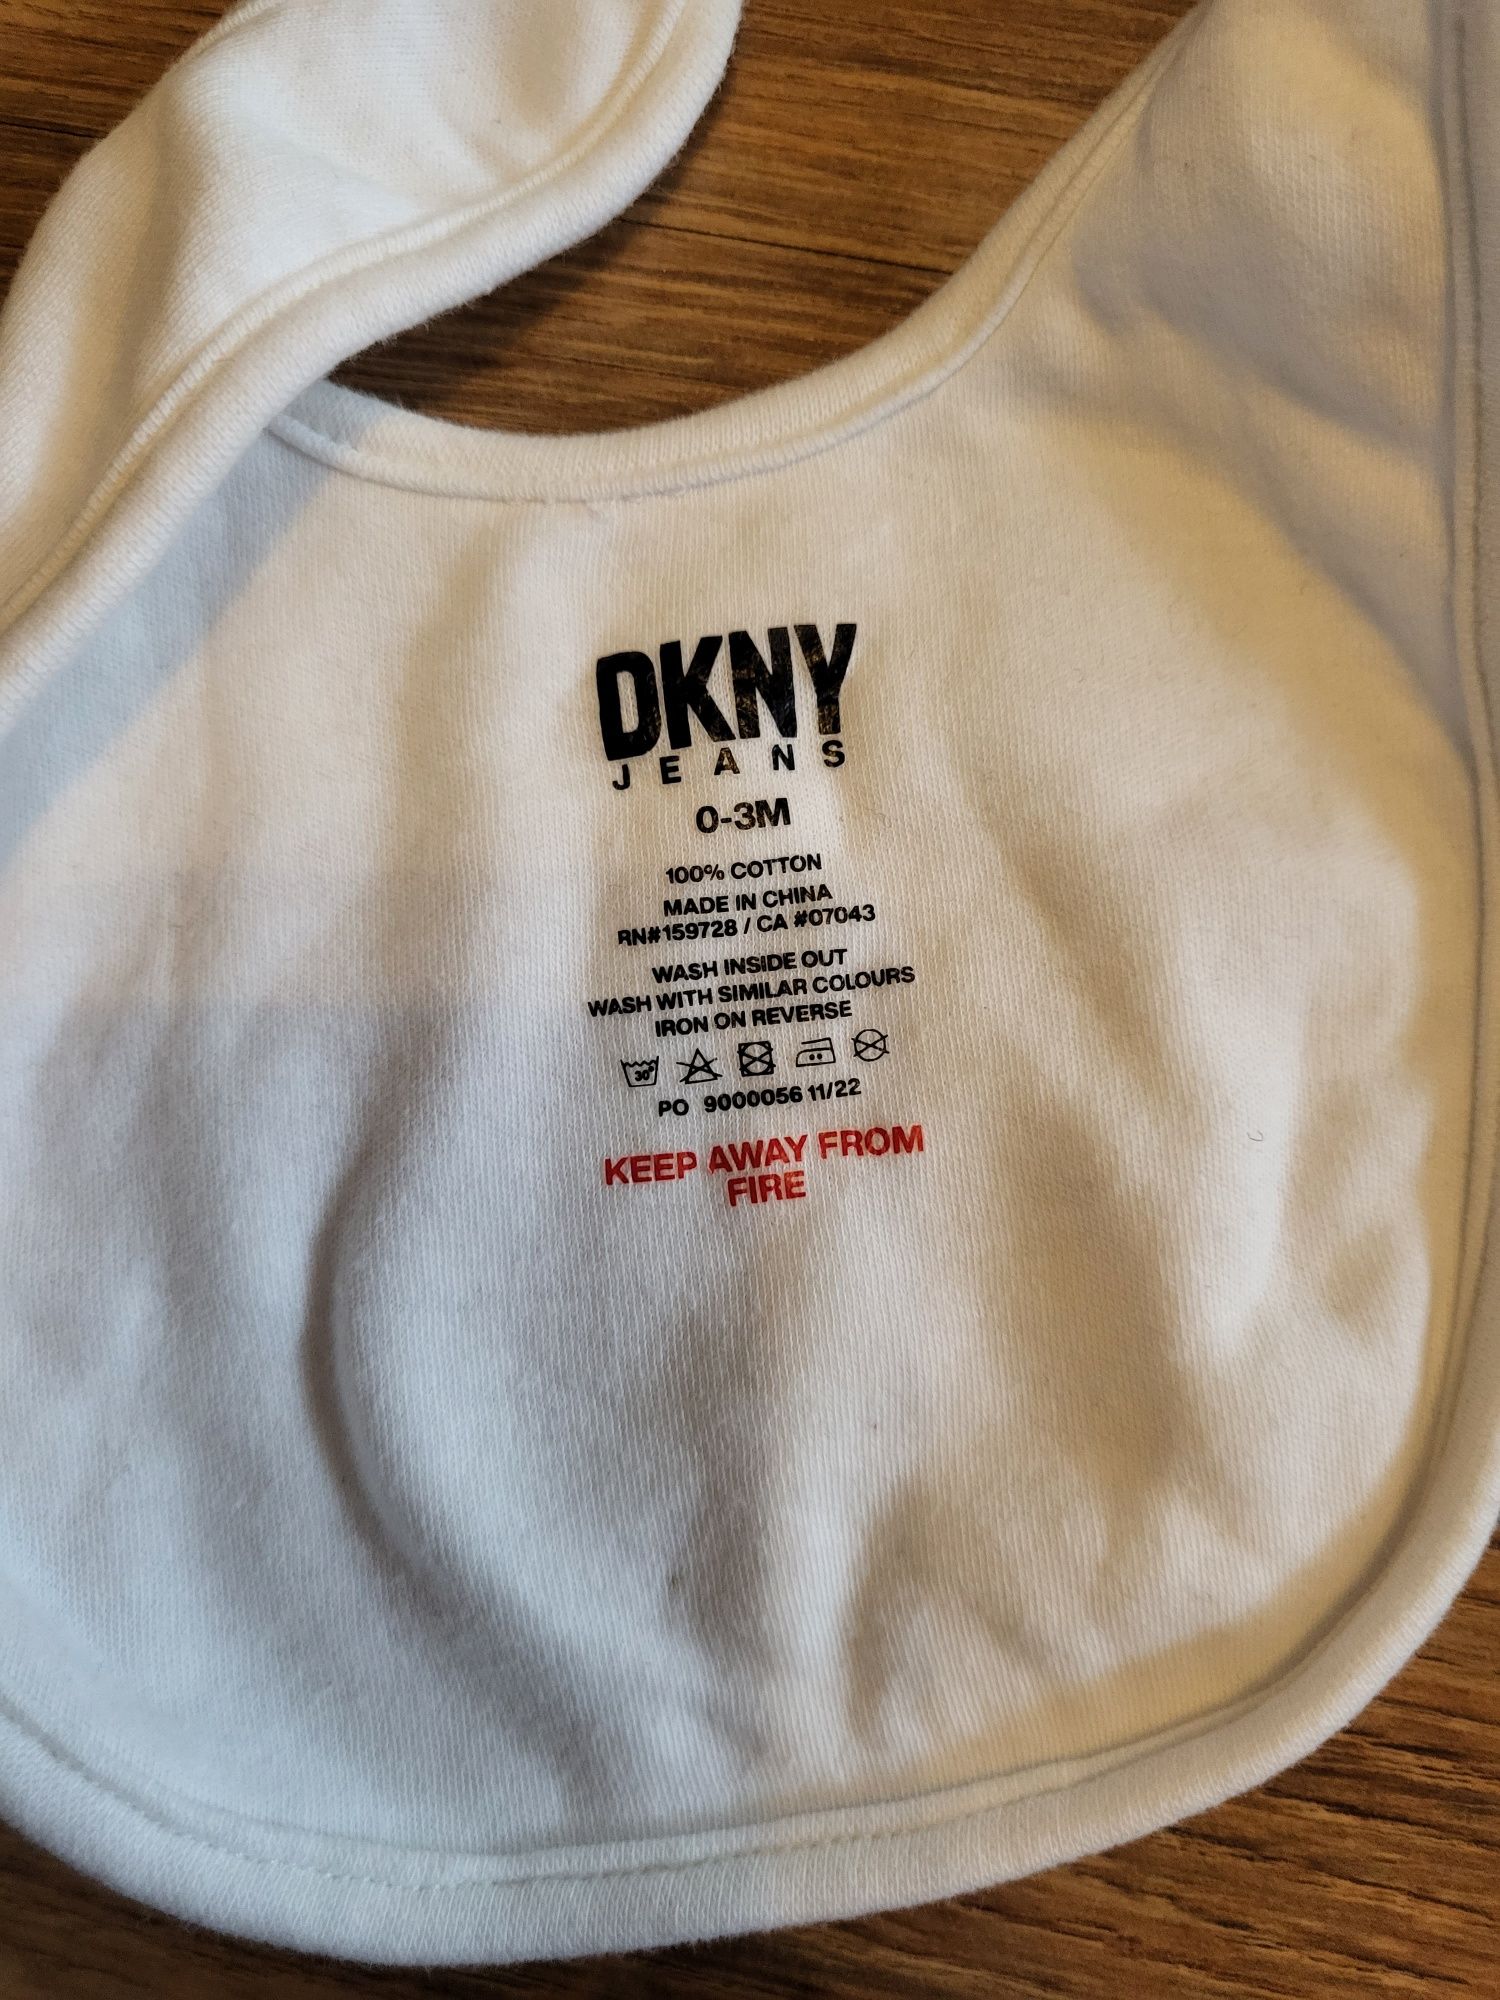 DKNY
JEANS
0-3M
100% COTTON
MADE IN CHINA
RN#159728 / CA #07043
WASH INSIDE OUT
WASH WITH SIMILAR COLOURS
IRON ON REVERSE
30°
PO 9000056 11/22
KEEP AWAY FROM
FIRE